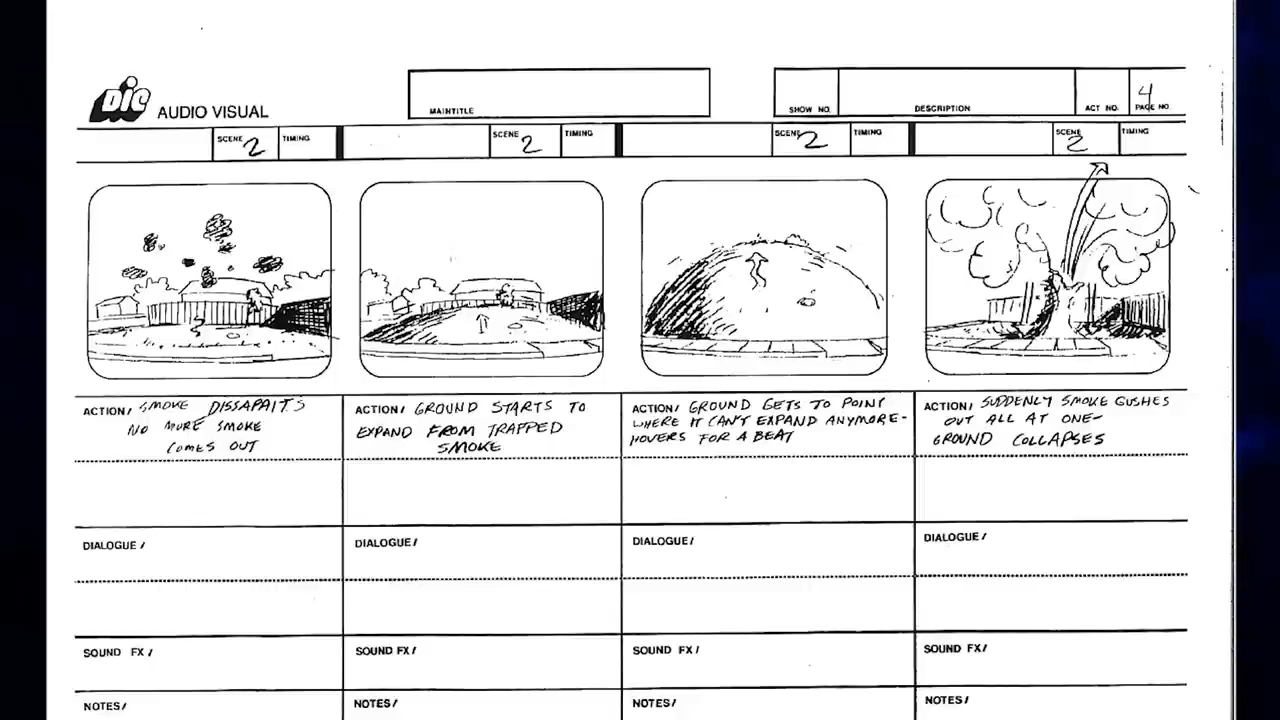 DIC AUDIO VISUAL
MAINTITLE
SHOW NO.
DESCRIPTION
ACT NO.
4
PAGE NO.
SCENE 2 TIMING
SCENE 2 TIMING
SCENE 2 TIMING
SCENE 2 TIMING
ACTION/ SMOKE DISSAPAITS
NO MORE SMOKE
COMES OUT
ACTION/ GROUND STARTS TO
EXPAND FROM TRAPPED
SMOKE
ACTION/ GROUND GETS TO POINT
WHERE IT CAN'T EXPAND ANYMORE-
HOVERS FOR A BEAT
ACTION/ SUDDENLY SMOKE GUSHES
OUT ALL AT ONE-
GROUND COLLAPSES
DIALOGUE/
DIALOGUE/
DIALOGUE/
DIALOGUE/
SOUND FX/
SOUND FX/
SOUND FX/
SOUND FX/
NOTES/
NOTES/
NOTES/
NOTES/